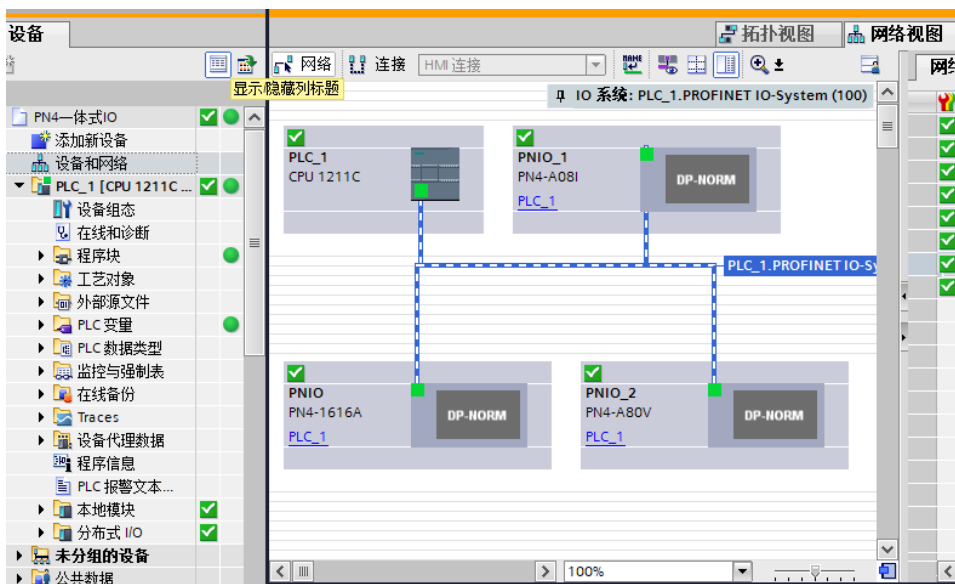 设备
拓扑视图
网络视图
网络
连接
HMI 连接
显示/隐藏列标题
IO 系统: PLC_1.PROFINET IO-System (100)
PN4—体式IO
添加新设备
设备和网络
PLC_1 [CPU 1211C ...
设备组态
在线和诊断
程序块
工艺对象
外部源文件
PLC 变量
PLC 数据类型
监控与强制表
在线备份
Traces
设备代理数据
程序信息
PLC 报警文本...
本地模块
分布式 I/O
未分组的设备
公共数据
PLC_1
CPU 1211C
PNIO_1
PN4-A08I
PLC_1
DP-NORM
PLC_1.PROFINET IO-Sy
PNIO
PN4-1616A
PLC_1
DP-NORM
PNIO_2
PN4-A80V
PLC_1
DP-NORM
100%